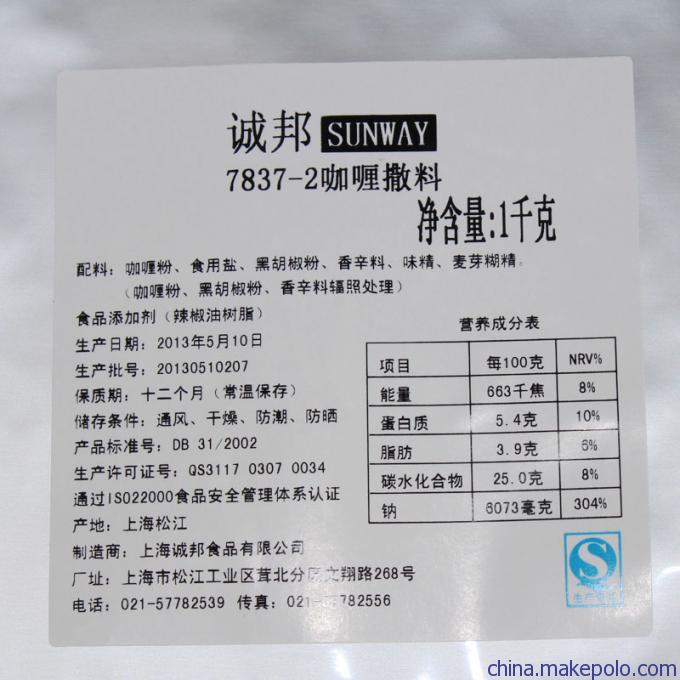 诚邦 SUNWAY
7837-2咖喱撒料
净含量:1千克
配料：咖喱粉、食用盐、黑胡椒粉、香辛料、味精、麦芽糊精。
（咖喱粉、黑胡椒粉、香辛料辐照处理）
食品添加剂（辣椒油树脂）
生产日期：2013年5月10日
生产批号：20130510207
保质期：十二个月（常温保存）
储存条件：通风、干燥、防潮、防晒
产品标准号：DB 31/2002
生产许可证号：QS3117 0307 0034
通过ISO22000食品安全管理体系认证
产地：上海松江
制造商：上海诚邦食品有限公司
厂址：上海市松江工业区茸北分区文翔路268号
电话：021-57782539 传真：021-57782556
营养成分表
项目 每100克 NRV%
能量 663千焦 8%
蛋白质 5.4克 10%
脂肪 3.9克 6%
碳水化合物 25.0克 8%
钠 6073毫克 304%
生产许可
china.makepolo.com